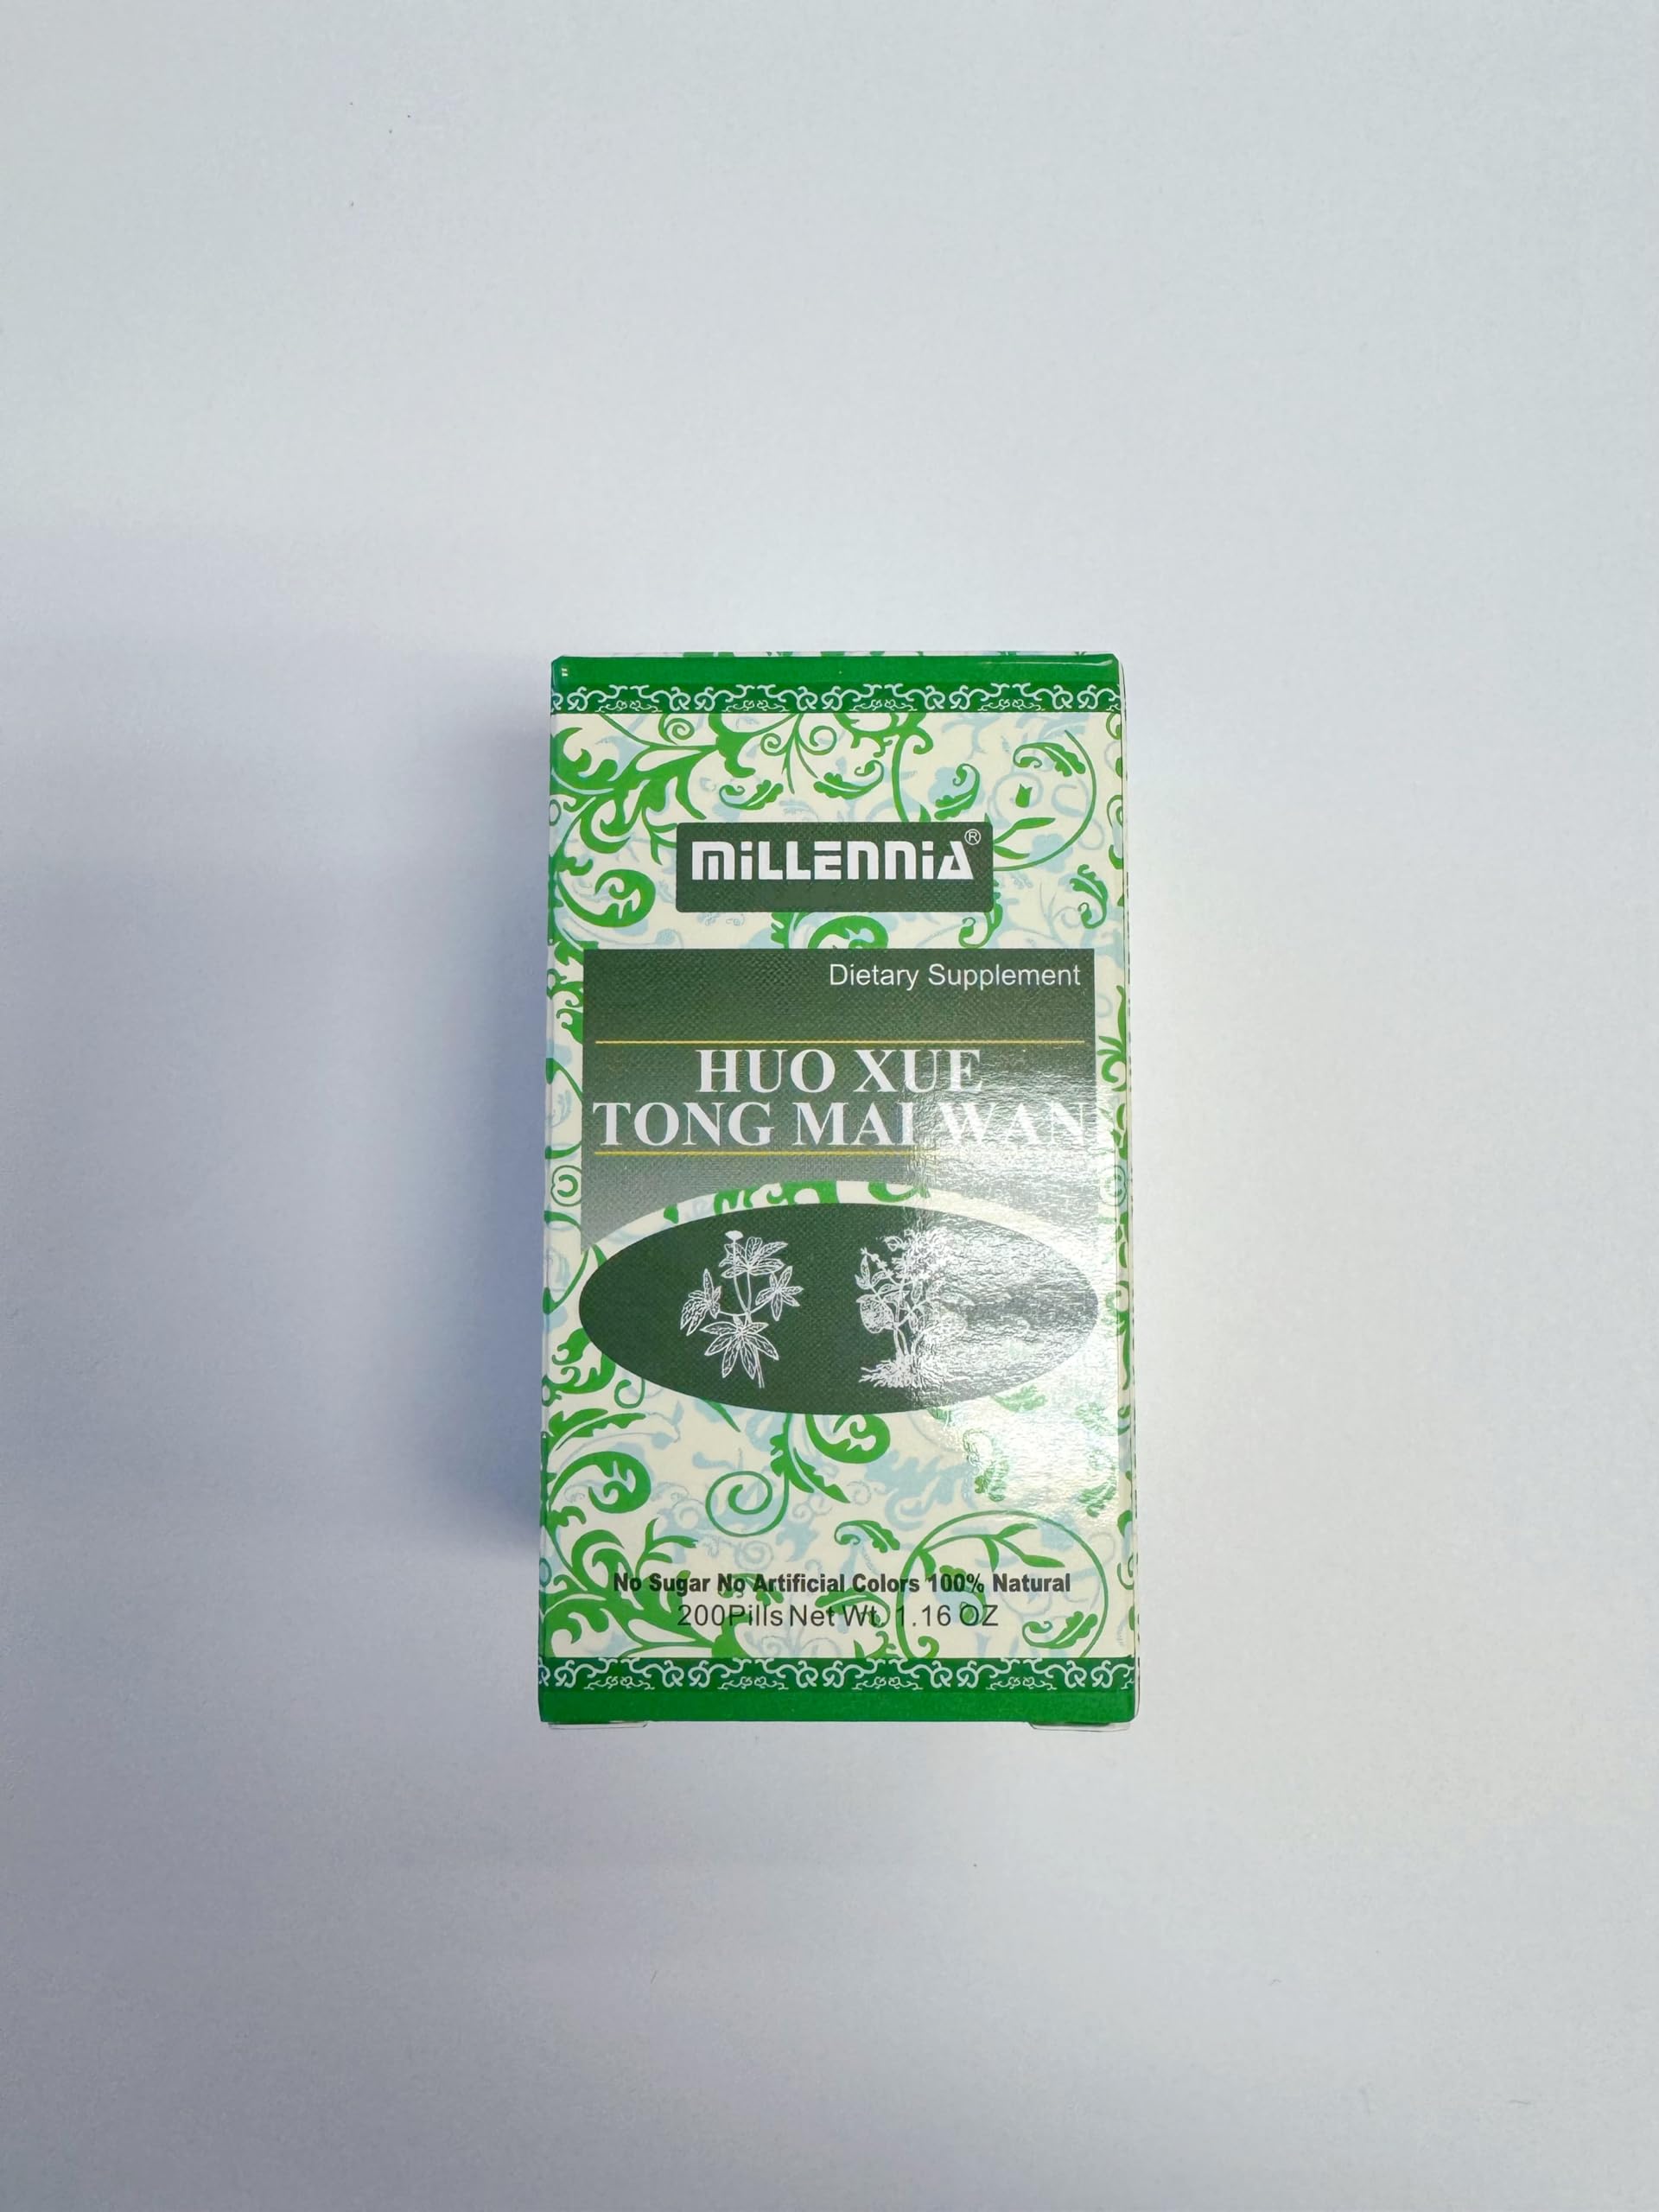 MiLLENNiA®
Dietary Supplement
HUO XUE
TONG MAI WAN
No Sugar No Artificial Colors 100% Natural
200Pills Net Wt. 1.16 OZ